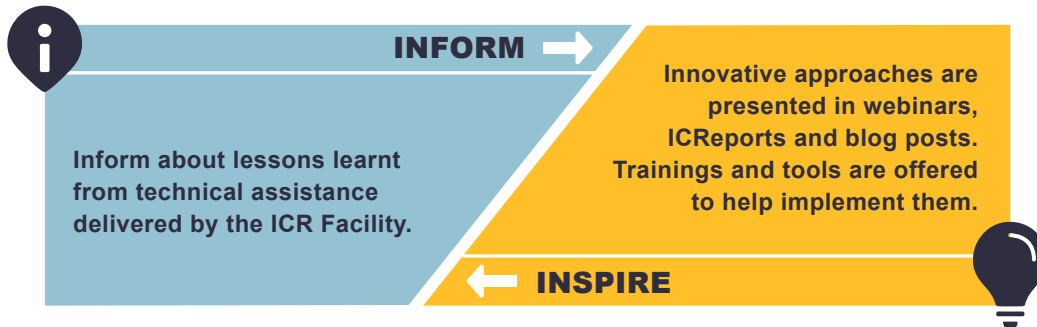 INFORM
Inform about lessons learnt
from technical assistance
delivered by the ICR Facility.
Innovative approaches are
presented in webinars,
ICReports and blog posts.
Trainings and tools are offered
to help implement them.
INSPIRE